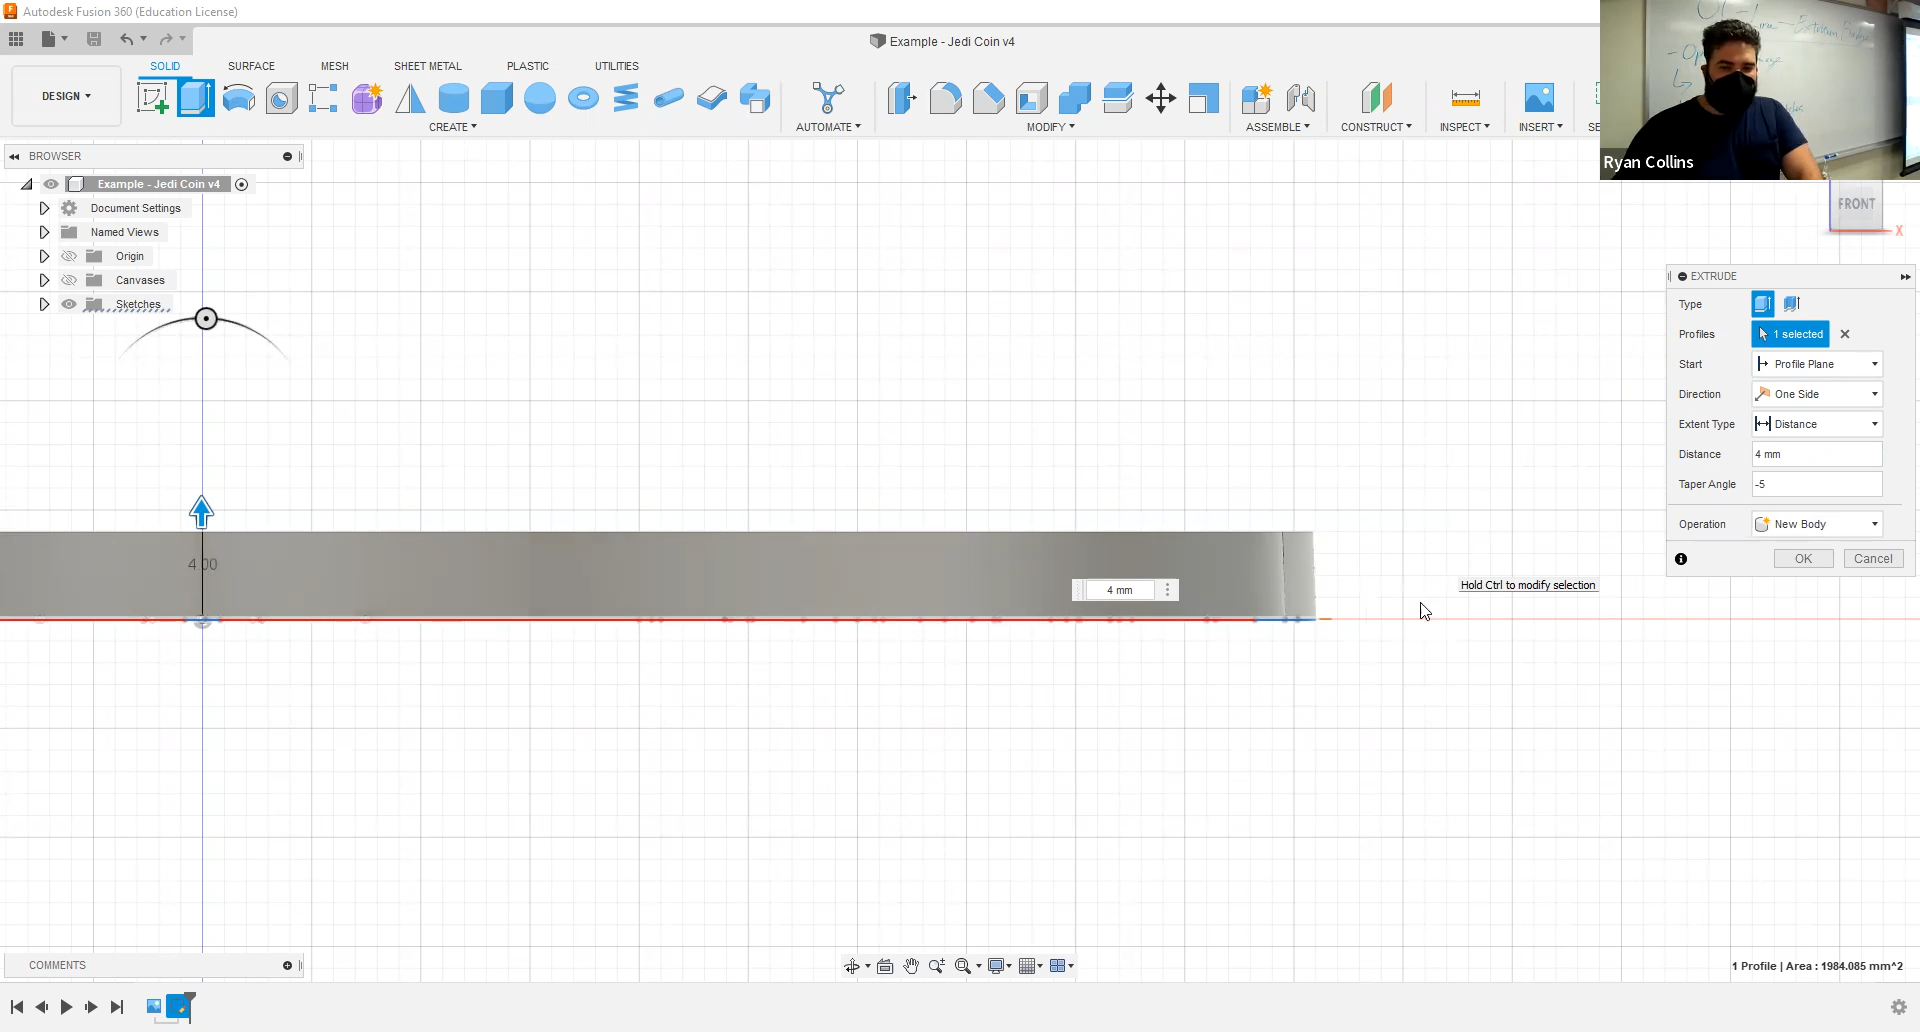 Autodesk Fusion 360 (Education License)
Example - Jedi Coin v4
DESIGN
SOLID
SURFACE
MESH
SHEET METAL
PLASTIC
UTILITIES
CREATE
AUTOMATE
MODIFY
ASSEMBLE
CONSTRUCT
INSPECT
INSERT
SE
Ryan Collins
BROWSER
Example - Jedi Coin v4
Document Settings
Named Views
Origin
Canvases
Sketches
FRONT
X
EXTRUDE
Type
Profiles 1 selected
Start Profile Plane
Direction One Side
Extent Type Distance
Distance 4 mm
Taper Angle -5
Operation New Body
OK Cancel
4.00
4 mm
Hold Ctrl to modify selection
COMMENTS
1 Profile | Area : 1984.085 mm^2